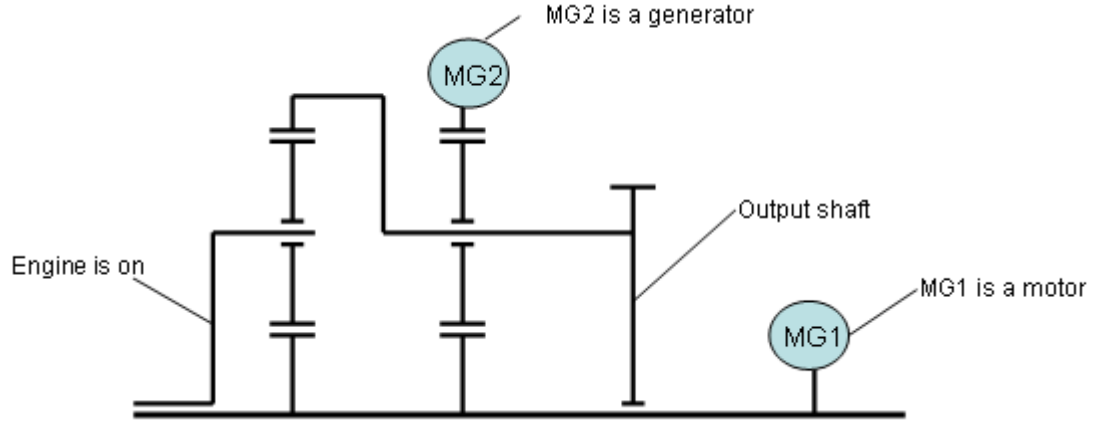 MG2 is a generator
MG2
Output shaft
Engine is on
MG1 is a motor
MG1